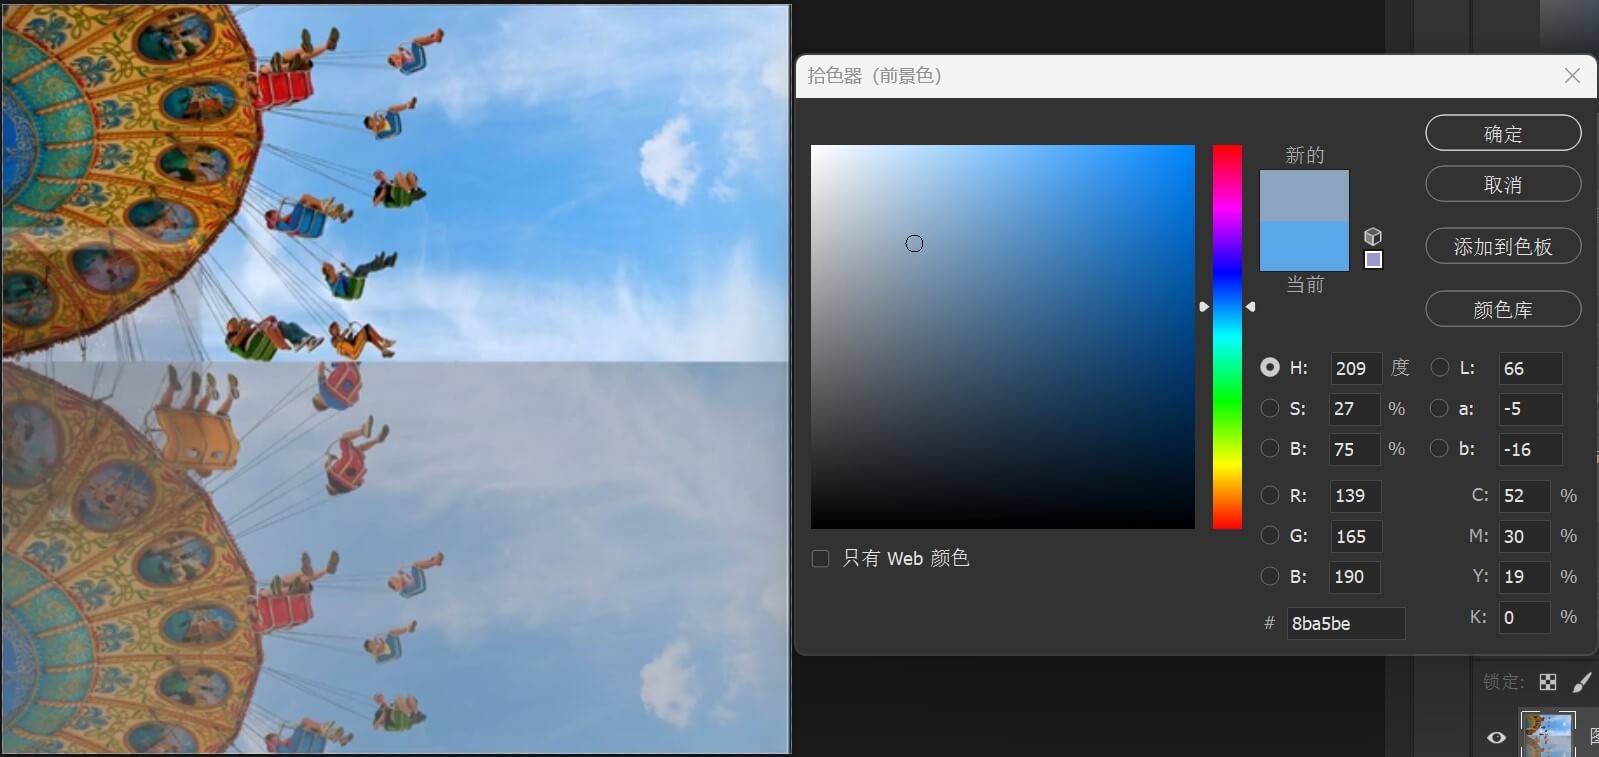 拾色器（前景色）
新的
当前
确定
取消
添加到色板
颜色库
H: 209 度
S: 27 %
B: 75 %
R: 139
G: 165
B: 190
# 8ba5be
L: 66
a: -5
b: -16
C: 52 %
M: 30 %
Y: 19 %
K: 0 %
只有 Web 颜色
锁定: